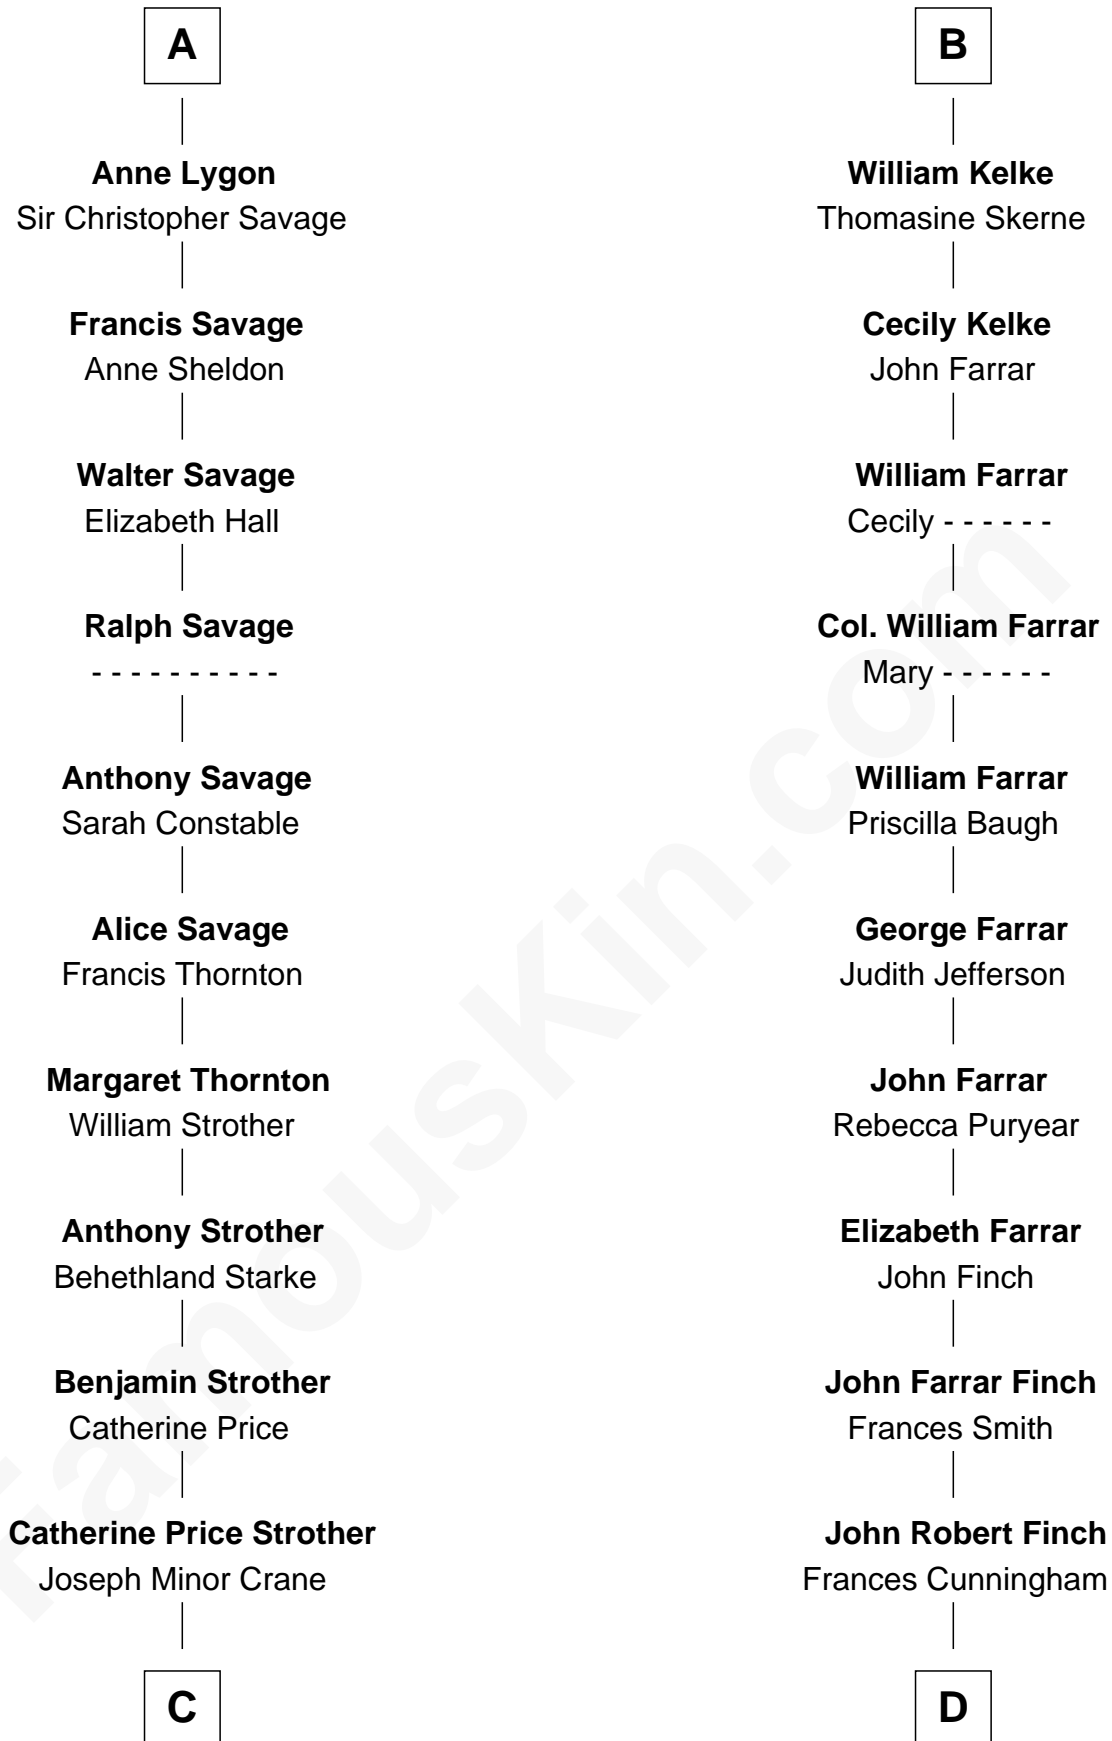 A
Anne Lygon
Sir Christopher Savage
Francis Savage
Anne Sheldon
Walter Savage
Elizabeth Hall
Ralph Savage
- - - - - - - - - -
Anthony Savage
Sarah Constable
Alice Savage
Francis Thornton
Margaret Thornton
William Strother
Anthony Strother
Behethland Starke
Benjamin Strother
Catherine Price
Catherine Price Strother
Joseph Minor Crane
C
B
William Kelke
Thomasine Skerne
Cecily Kelke
John Farrar
William Farrar
Cecily - - - - - -
Col. William Farrar
Mary - - - - - -
William Farrar
Priscilla Baugh
George Farrar
Judith Jefferson
John Farrar
Rebecca Puryear
Elizabeth Farrar
John Finch
John Farrar Finch
Frances Smith
John Robert Finch
Frances Cunningham
D
FamousKin.com